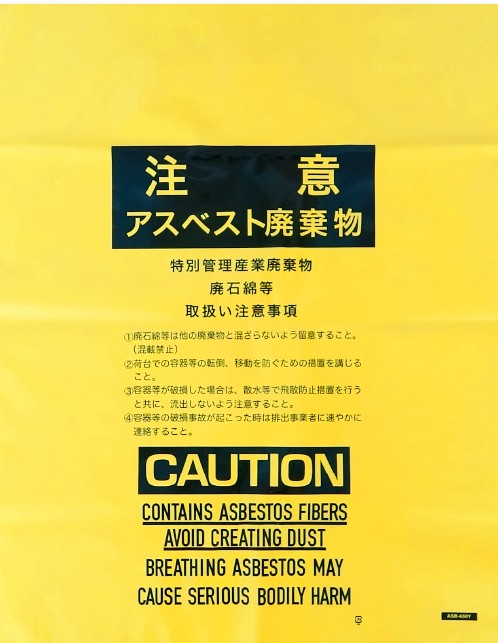 注　意
アスベスト廃棄物
特別管理産業廃棄物
廃石綿等
取扱い注意事項
①廃石綿等は他の廃棄物と混ざらないよう留意すること。
（混載禁止）
②荷台での容器等の転倒、移動を防ぐための措置を講じる
こと。
③容器等が破損した場合は、散水等で飛散防止措置を行う
と共に、流出しないよう注意すること。
④容器等の破損事故が起こった時は排出事業者に速やかに
連絡すること。
CAUTION
CONTAINS ASBESTOS FIBERS
AVOID CREATING DUST
BREATHING ASBESTOS MAY
CAUSE SERIOUS BODILY HARM
ASB-650Y